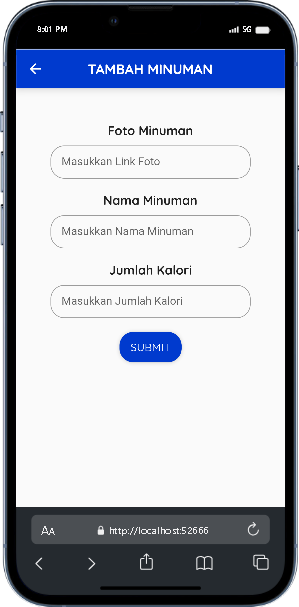 8:01 PM
5G
TAMBAH MINUMAN
Foto Minuman
Masukkan Link Foto
Nama Minuman
Masukkan Nama Minuman
Jumlah Kalori
Masukkan Jumlah Kalori
SUBMIT
AA
http://localhost:52666